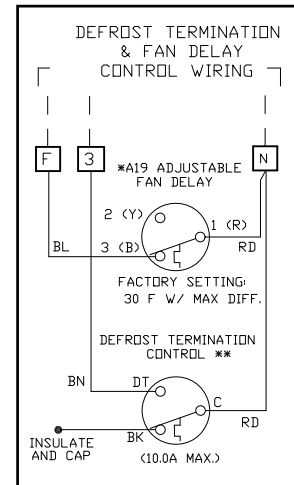 DEFROST TERMINATION
& FAN DELAY
CONTROL WIRING
F 3 N
*A19 ADJUSTABLE
FAN DELAY
2 (Y)
1 (R)
BL 3 (B) RD
FACTORY SETTING:
30 F W/ MAX DIFF.
DEFROST TERMINATION
CONTROL **
BN DT
C
BK RD
INSULATE
AND CAP
(10.0A MAX.)